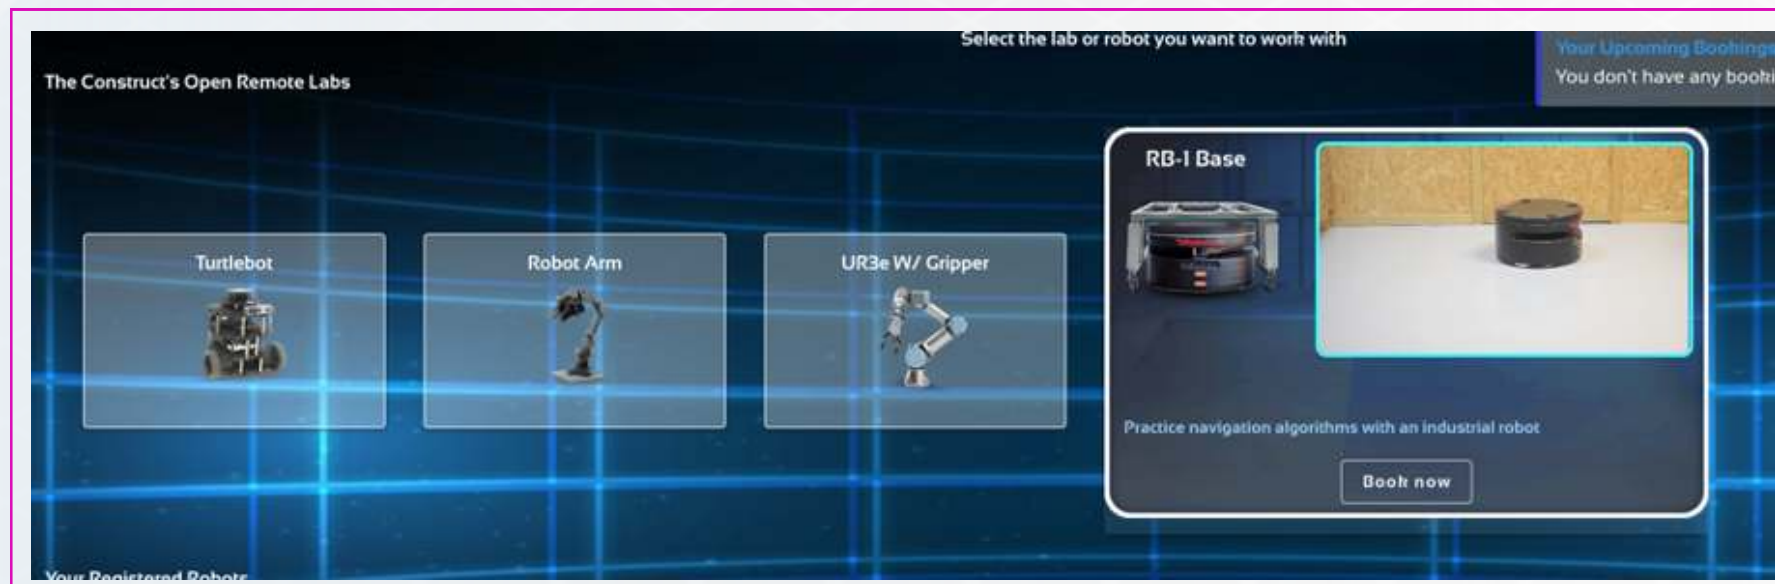 Select the lab or robot you want to work with
Your Upcoming Bookings
You don't have any
The Construct's Open Remote Labs
RB-1 Base
Turtlebot
Robot Arm
UR3e W/ Gripper
Practice navigation algorithms with an industrial robot
Book now
Your Registered Robots